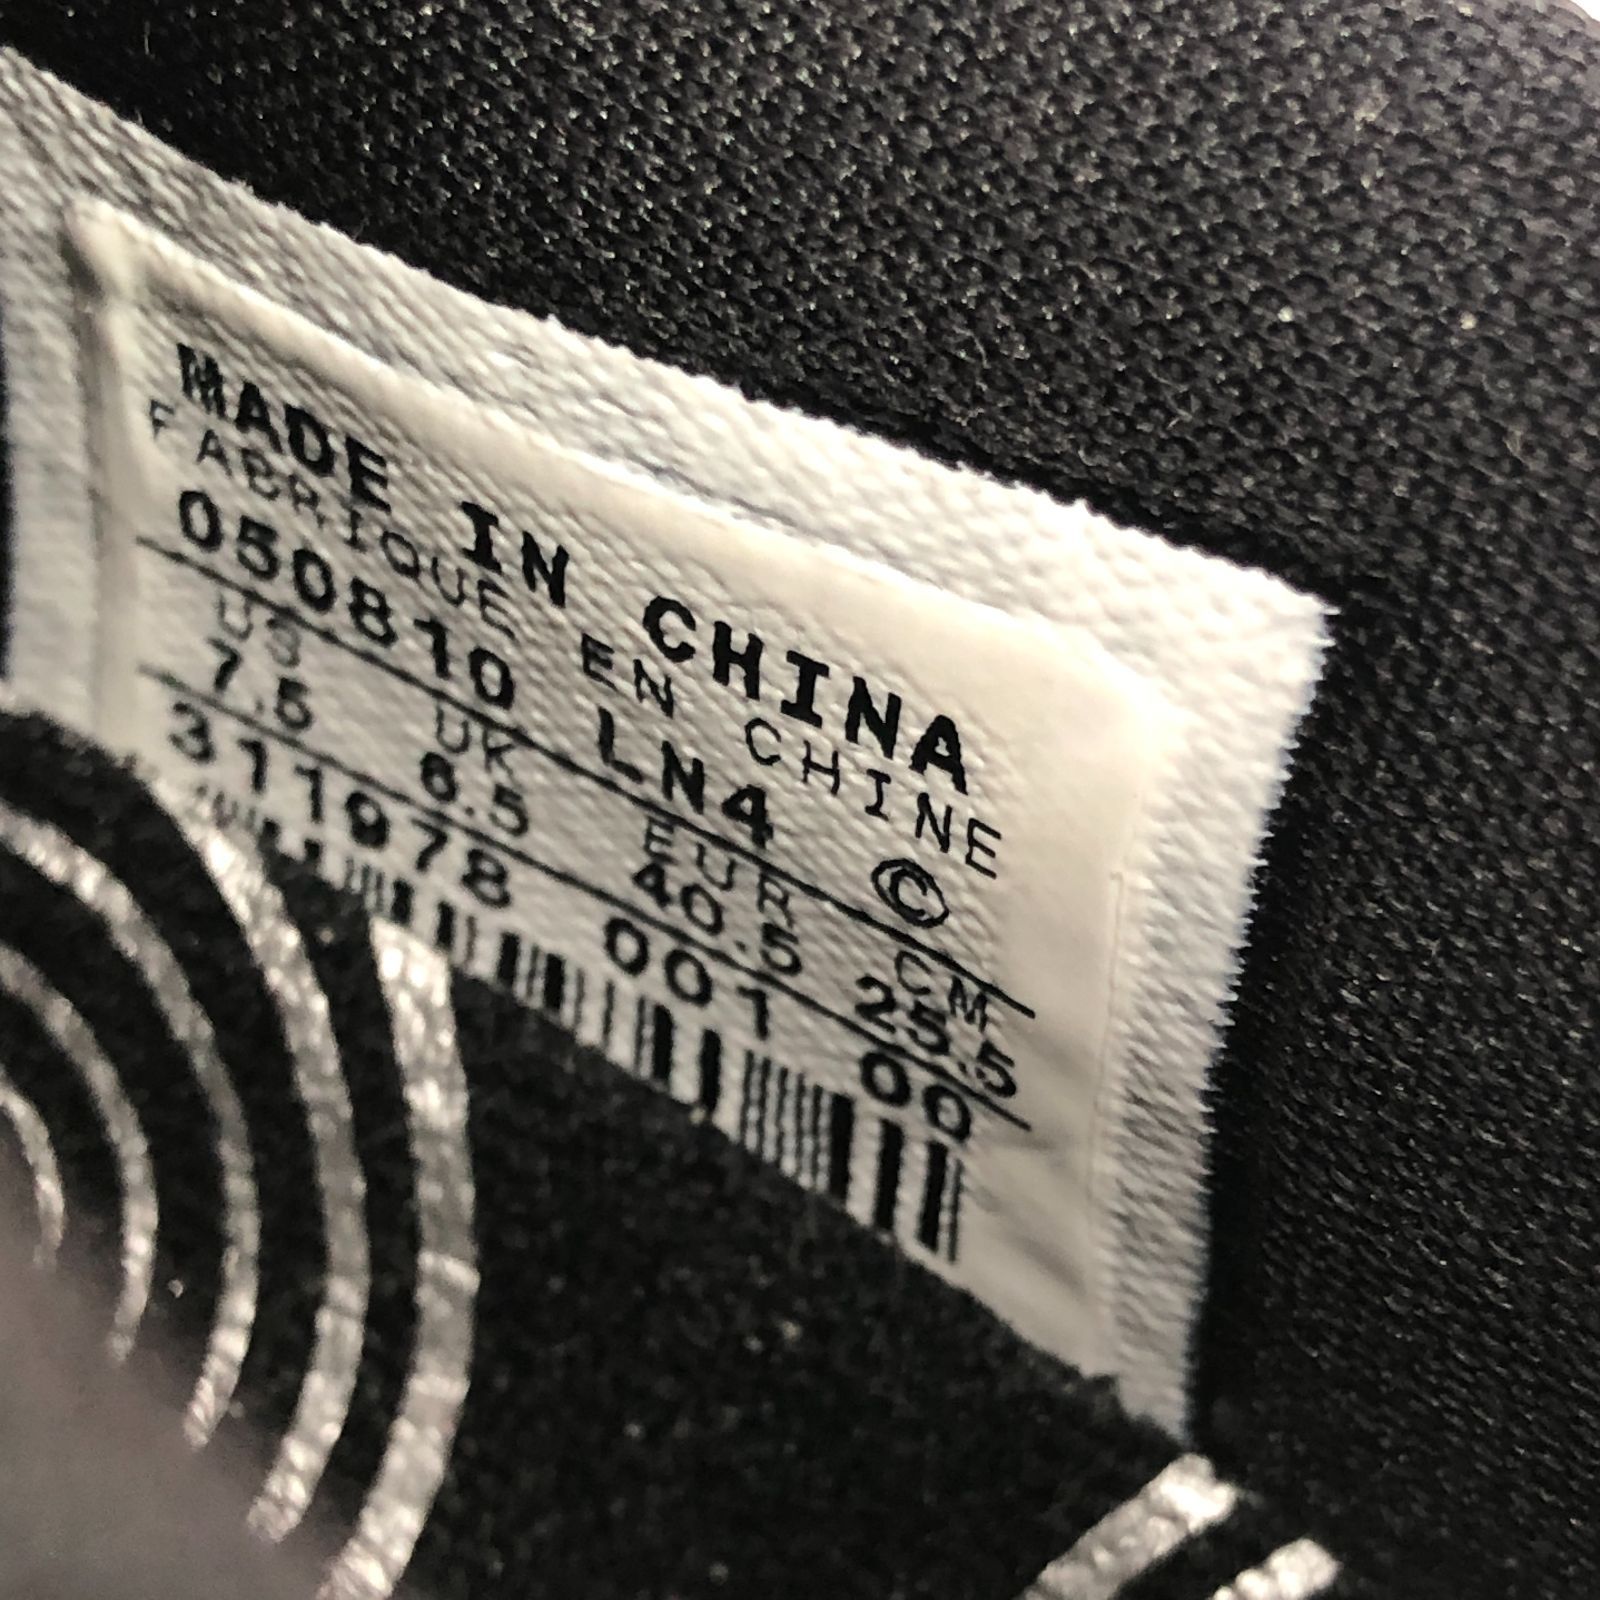 MADE IN CHINA
FABRIQUE EN CHINE
050810 LN4 ©
US UK EUR CM
7.5 6.5 40.5 25.5
311978 001 00